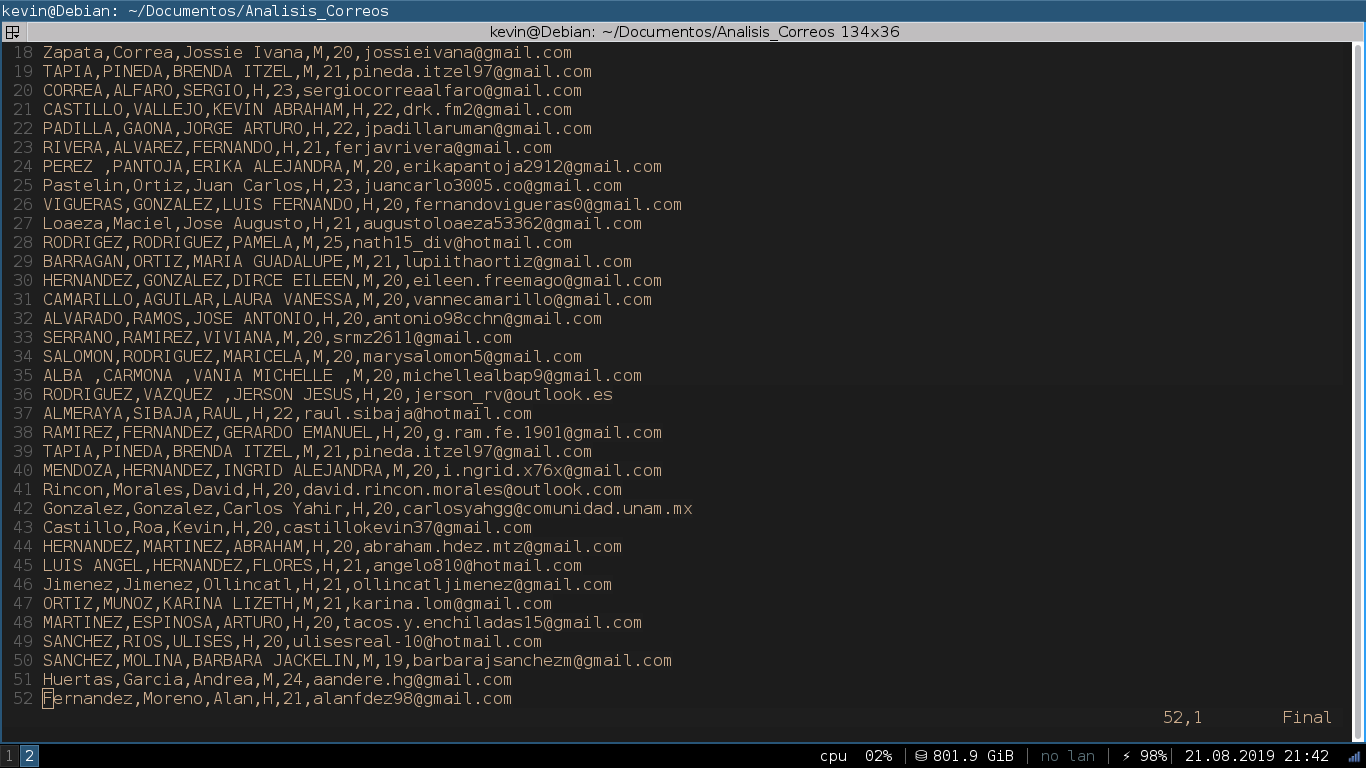 kevin@Debian: ~/Documentos/Analisis_Correos
kevin@Debian: ~/Documentos/Analisis_Correos 134x36
18 Zapata,Correa,Jossie Ivana,M,20,jossieivana@gmail.com
19 TAPIA,PINEDA,BRENDA ITZEL,M,21,pineda.itzel97@gmail.com
20 CORREA,ALFARO,SERGIO,H,23,sergiocorreaalfaro@gmail.com
21 CASTILLO,VALLEJO,KEVIN ABRAHAM,H,22,drk.fm2@gmail.com
22 PADILLA,GAONA,JORGE ARTURO,H,22,jpadillaruman@gmail.com
23 RIVERA,ALVAREZ,FERNANDO,H,21,ferjavrivera@gmail.com
24 PEREZ ,PANTOJA,ERIKA ALEJANDRA,M,20,erikapantoja2912@gmail.com
25 Pastelin,Ortiz,Juan Carlos,H,23,juancarlo3005.co@gmail.com
26 VIGUERAS,GONZALEZ,LUIS FERNANDO,H,20,fernandovigueras0@gmail.com
27 Loaeza,Maciel,Jose Augusto,H,21,augustoloaeza53362@gmail.com
28 RODRIGEZ,RODRIGUEZ,PAMELA,M,25,nath15_div@hotmail.com
29 BARRAGAN,ORTIZ,MARIA GUADALUPE,M,21,lupiithaortiz@gmail.com
30 HERNANDEZ,GONZALEZ,DIRCE EILEEN,M,20,eileen.freemago@gmail.com
31 CAMARILLO,AGUILAR,LAURA VANESSA,M,20,vannecamarillo@gmail.com
32 ALVARADO,RAMOS,JOSE ANTONIO,H,20,antonio98cchn@gmail.com
33 SERRANO,RAMIREZ,VIVIANA,M,20,srmz2611@gmail.com
34 SALOMON,RODRIGUEZ,MARICELA,M,20,marysalomon5@gmail.com
35 ALBA ,CARMONA ,VANIA MICHELLE ,M,20,michellealbap9@gmail.com
36 RODRIGUEZ,VAZQUEZ ,JERSON JESUS,H,20,jerson_rv@outlook.es
37 ALMERAYA,SIBAJA,RAUL,H,22,raul.sibaja@hotmail.com
38 RAMIREZ,FERNANDEZ,GERARDO EMANUEL,H,20,g.ram.fe.1901@gmail.com
39 TAPIA,PINEDA,BRENDA ITZEL,M,21,pineda.itzel97@gmail.com
40 MENDOZA,HERNANDEZ,INGRID ALEJANDRA,M,20,i.ngrid.x76x@gmail.com
41 Rincon,Morales,David,H,20,david.rincon.morales@outlook.com
42 Gonzalez,Gonzalez,Carlos Yahir,H,20,carlosyahgg@comunidad.unam.mx
43 Castillo,Roa,Kevin,H,20,castillokevin37@gmail.com
44 HERNANDEZ,MARTINEZ,ABRAHAM,H,20,abraham.hdez.mtz@gmail.com
45 LUIS ANGEL,HERNANDEZ,FLORES,H,21,angelo810@hotmail.com
46 Jimenez,Jimenez,Ollincatl,H,21,ollincatljimenez@gmail.com
47 ORTIZ,MUNOZ,KARINA LIZETH,M,21,karina.lom@gmail.com
48 MARTINEZ,ESPINOSA,ARTURO,H,20,tacos.y.enchiladas15@gmail.com
49 SANCHEZ,RIOS,ULISES,H,20,ulisesreal-10@hotmail.com
50 SANCHEZ,MOLINA,BARBARA JACKELIN,M,19,barbarajsanchezm@gmail.com
51 Huertas,Garcia,Andrea,M,24,aandere.hg@gmail.com
52 Fernandez,Moreno,Alan,H,21,alanfdez98@gmail.com
52,1 Final
1 2 cpu 02% | 801.9 GiB | no lan | ⚡ 98% | 21.08.2019 21:42